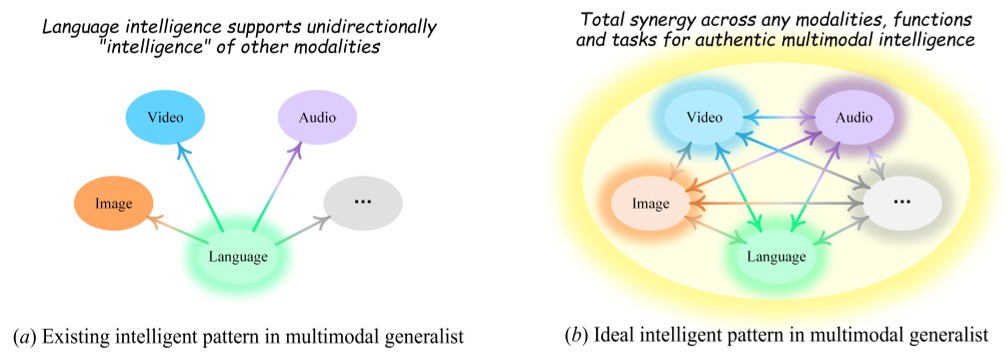 Language intelligence supports unidirectionally
"intelligence" of other modalities
Video
Audio
Image
...
Language
(a) Existing intelligent pattern in multimodal generalist
Total synergy across any modalities, functions
and tasks for authentic multimodal intelligence
Video
Audio
Image
...
Language
(b) Ideal intelligent pattern in multimodal generalist